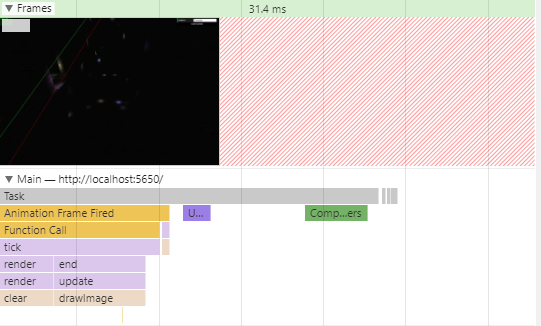 ▼ Frames 31.4 ms
▼ Main — http://localhost:5650/
Task
Animation Frame Fired U... Comp...ers
Function Call
tick
render end
render update
clear drawImage